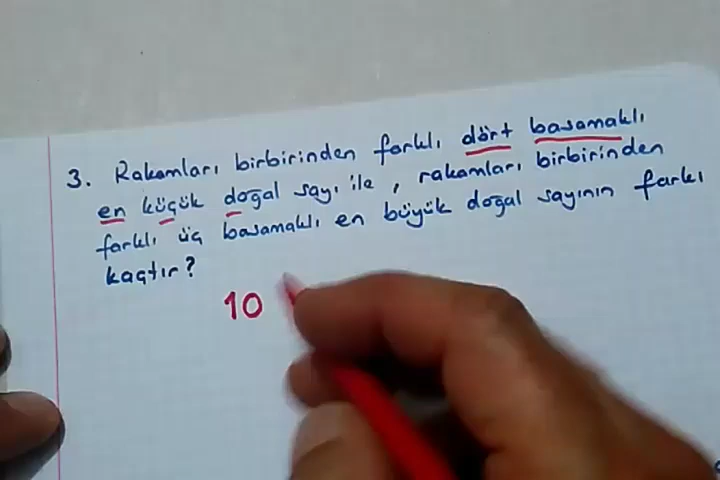 3. Rakamları birbirinden farklı dört basamaklı
en küçük doğal sayı ile, rakamları birbirinden
farklı üç basamaklı en büyük doğal sayının farkı
kaçtır?
10